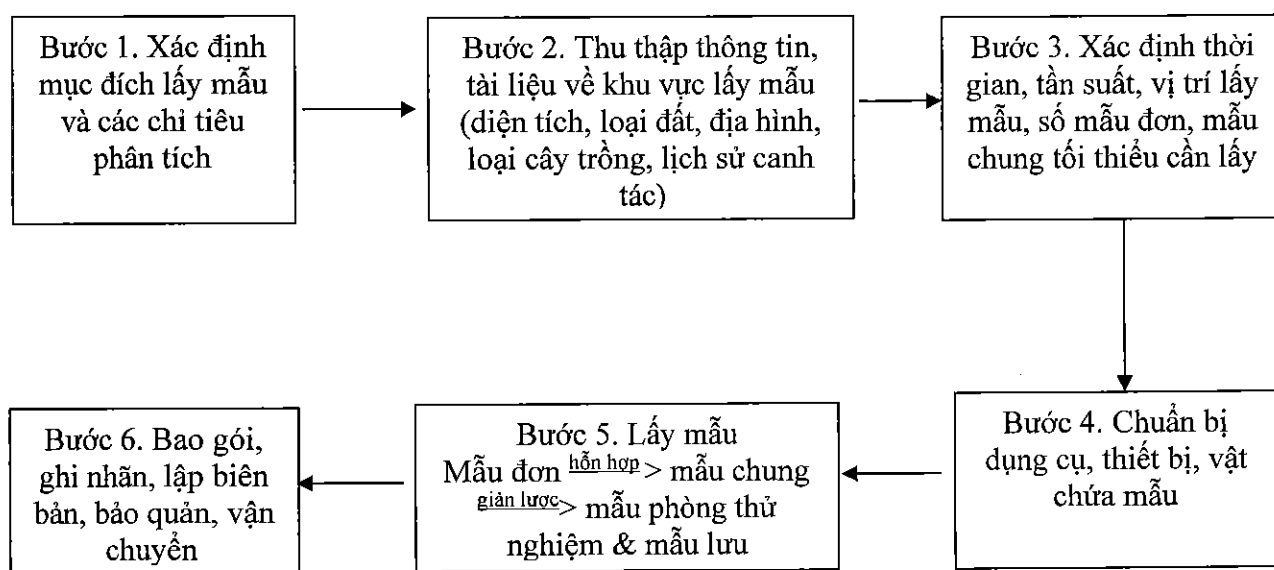 Bước 1. Xác định
mục đích lấy mẫu
và các chỉ tiêu
phân tích
Bước 2. Thu thập thông tin,
tài liệu về khu vực lấy mẫu
(diện tích, loại đất, địa hình,
loại cây trồng, lịch sử canh
tác)
Bước 3. Xác định thời
gian, tần suất, vị trí lấy
mẫu, số mẫu đơn, mẫu
chung tối thiểu cần lấy
Bước 4. Chuẩn bị
dụng cụ, thiết bị, vật
chứa mẫu
Bước 5. Lấy mẫu
Mẫu đơn hỗn hợp> mẫu chung
giản lược> mẫu phòng thử
nghiệm & mẫu lưu
Bước 6. Bao gói,
ghi nhãn, lập biên
bản, bảo quản, vận
chuyển